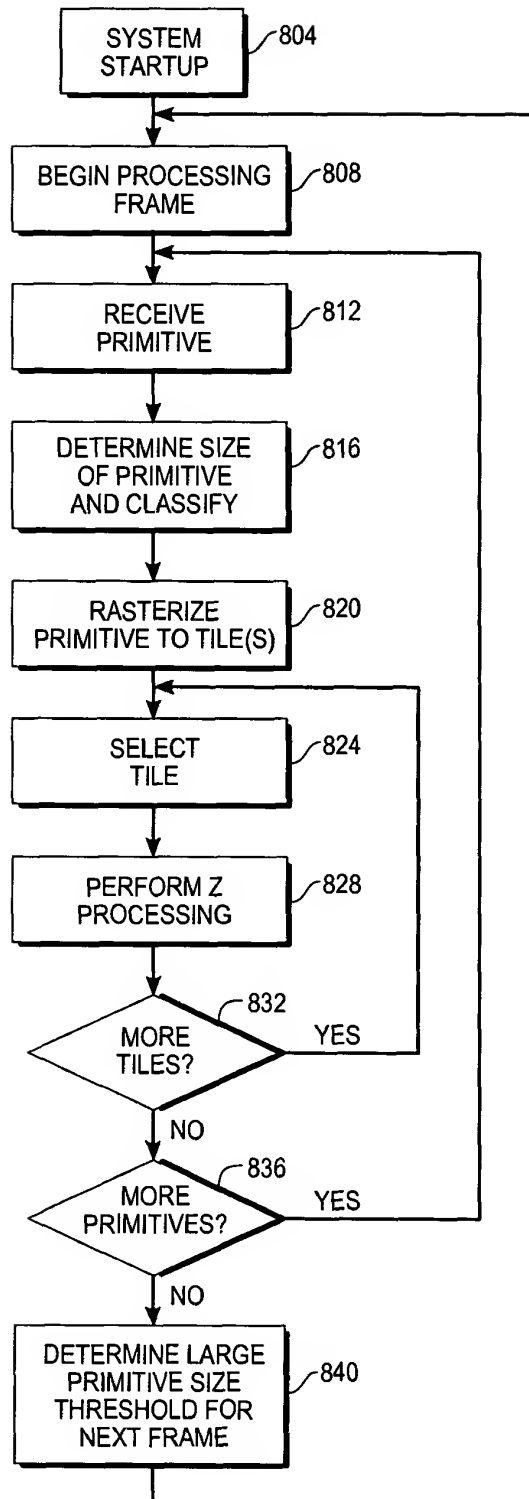 SYSTEM
STARTUP
804
BEGIN PROCESSING
FRAME
808
RECEIVE
PRIMITIVE
812
DETERMINE SIZE
OF PRIMITIVE
AND CLASSIFY
816
RASTERIZE
PRIMITIVE TO TILE(S)
820
SELECT
TILE
824
PERFORM Z
PROCESSING
828
832
MORE
TILES?
YES
NO
836
MORE
PRIMITIVES?
YES
NO
DETERMINE LARGE
PRIMITIVE SIZE
THRESHOLD FOR
NEXT FRAME
840